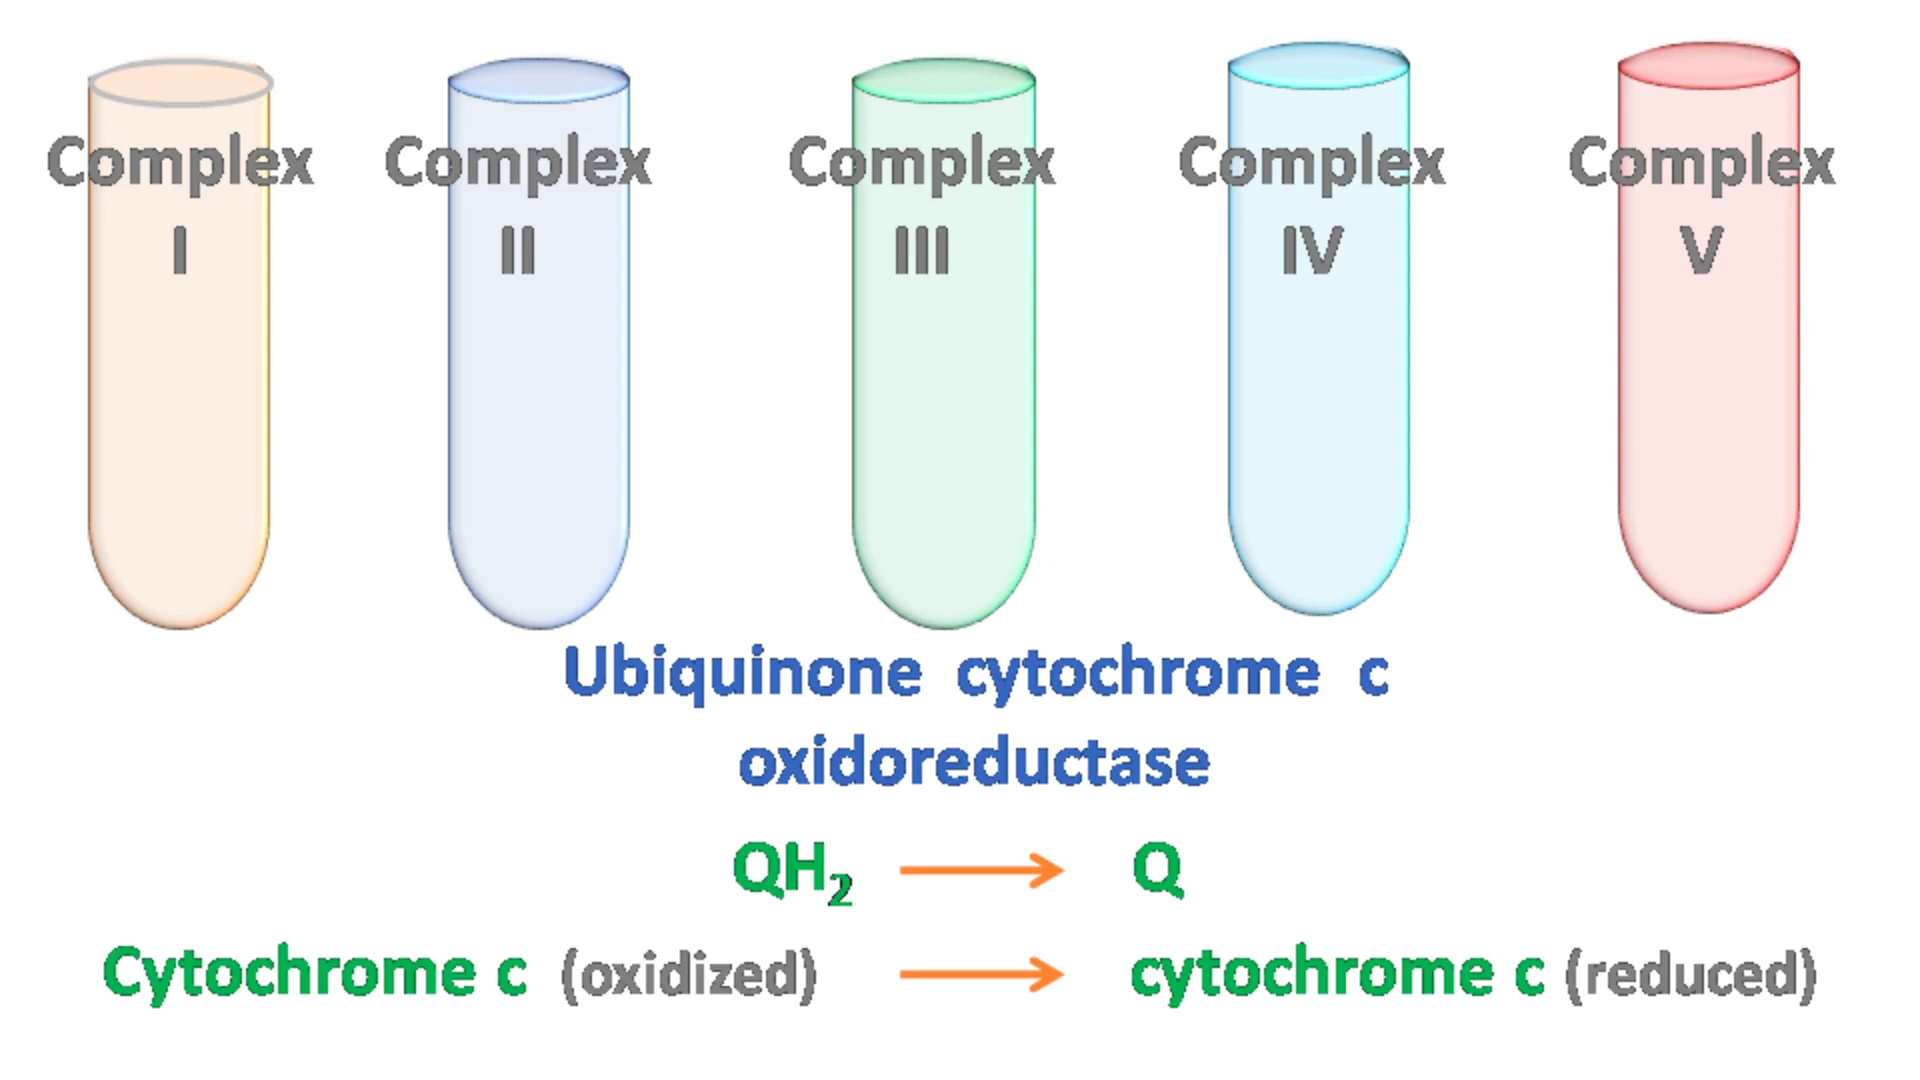 Complex Complex Complex Complex Complex
I II III IV V
Ubiquinone cytochrome c
oxidoreductase
QH₂ → Q
Cytochrome c (oxidized) → cytochrome c (reduced)